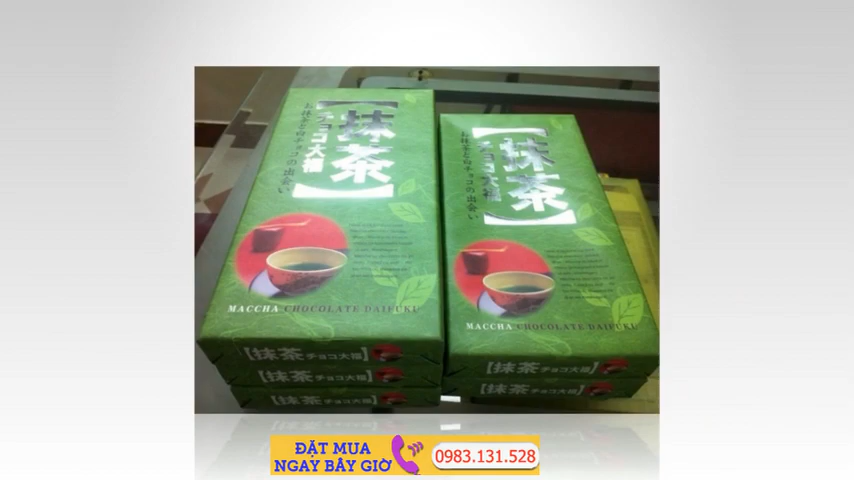 【抹茶】
チョコ大福
お抹茶と白チョコの出会い
MACCHA CHOCOLATE DAIFUKU
【抹茶チョコ大福】
【抹茶チョコ大福】
【抹茶チョコ大福】
【抹茶】
チョコ大福
お抹茶と白チョコの出会い
MACCHA CHOCOLATE DAIFUKU
【抹茶チョコ大福】
【抹茶チョコ大福】
ĐẶT MUA
NGAY BÂY GIỜ
0983.131.528